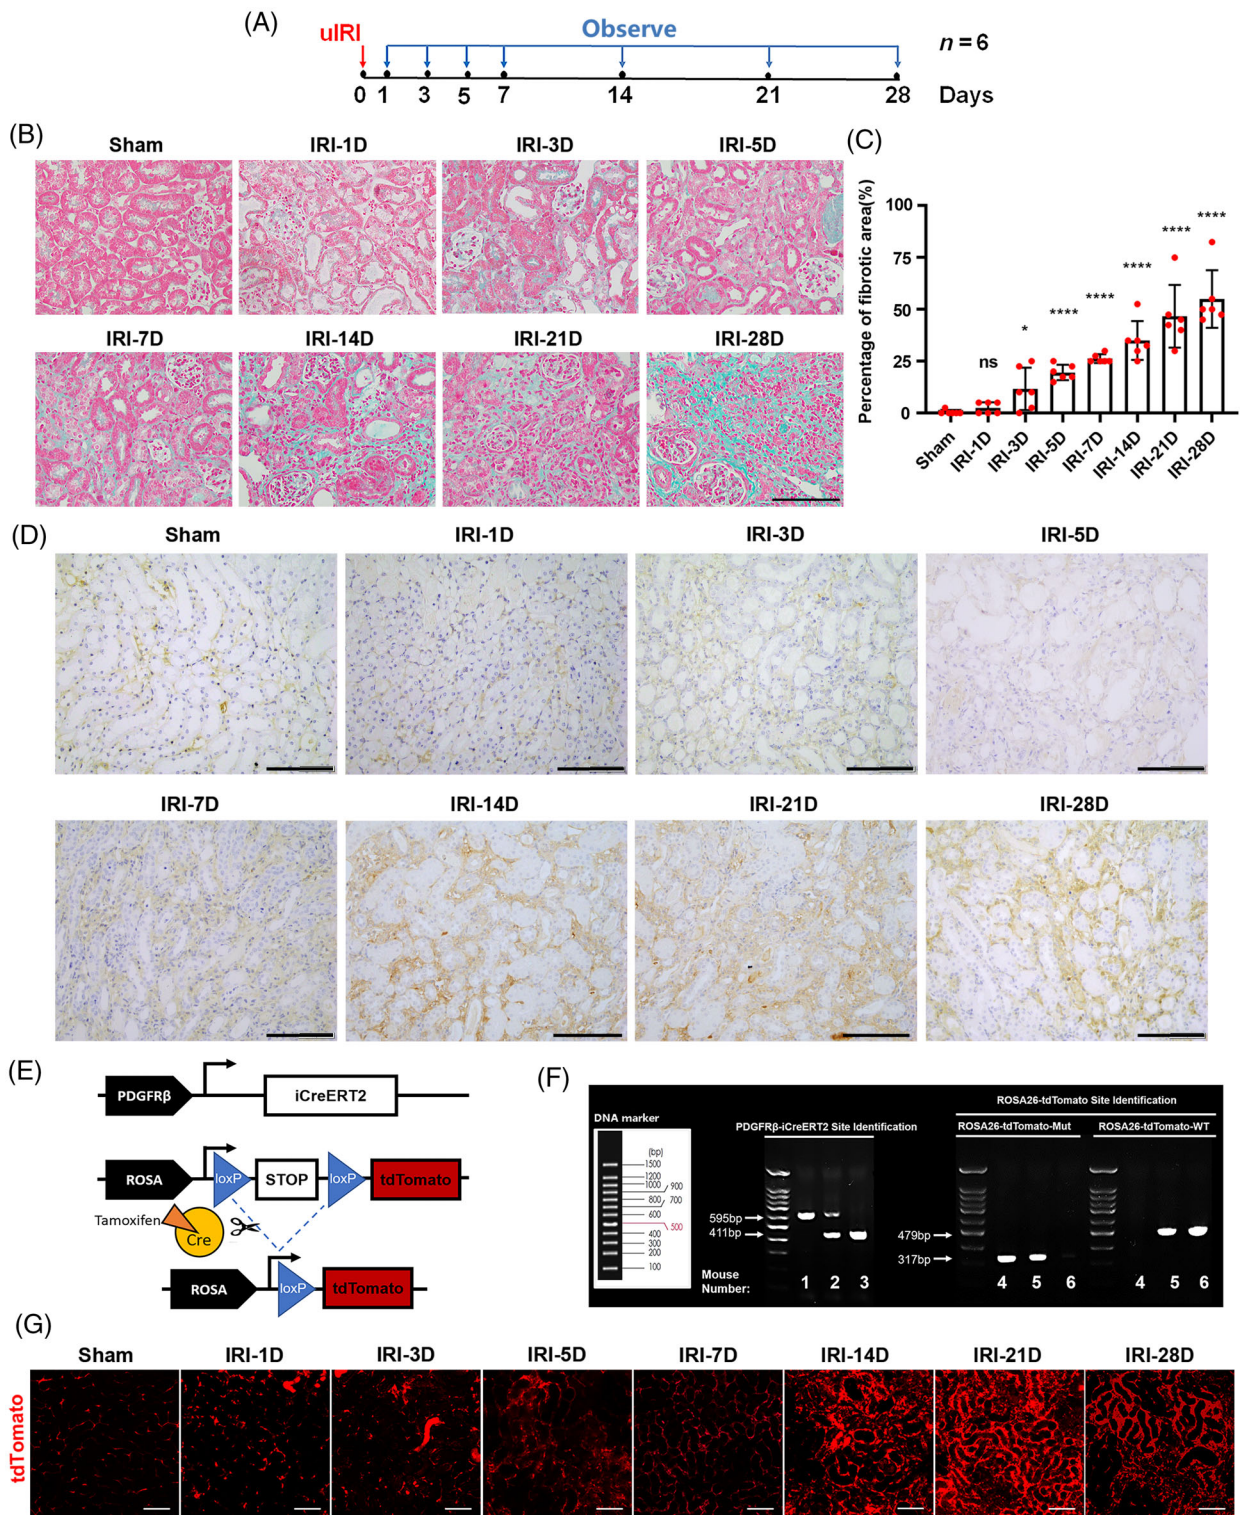 (A)
uIRI
Observe
n = 6
0 1 3 5 7 14 21 28 Days
(B)
Sham IRI-1D IRI-3D IRI-5D
IRI-7D IRI-14D IRI-21D IRI-28D
(C)
Percentage of fibrotic area(%)
100
75
50
25
0
ns * **** **** **** **** ****
Sham IRI-1D IRI-3D IRI-5D IRI-7D IRI-14D IRI-21D IRI-28D
(D)
Sham IRI-1D IRI-3D IRI-5D
IRI-7D IRI-14D IRI-21D IRI-28D
(E)
PDGFRβ iCreERT2
ROSA loxP STOP loxP tdTomato
Tamoxifen
Cre
ROSA loxP tdTomato
(F)
DNA marker
(bp)
1500
1200
1000
900
800
700
600
500
400
300
200
100
PDGFRβ-iCreERT2 Site Identification
595bp
411bp
Mouse
Number:
1 2 3
ROSA26-tdTomato Site Identification
ROSA26-tdTomato-Mut ROSA26-tdTomato-WT
479bp
317bp
4 5 6 4 5 6
(G)
Sham IRI-1D IRI-3D IRI-5D IRI-7D IRI-14D IRI-21D IRI-28D
tdTomato